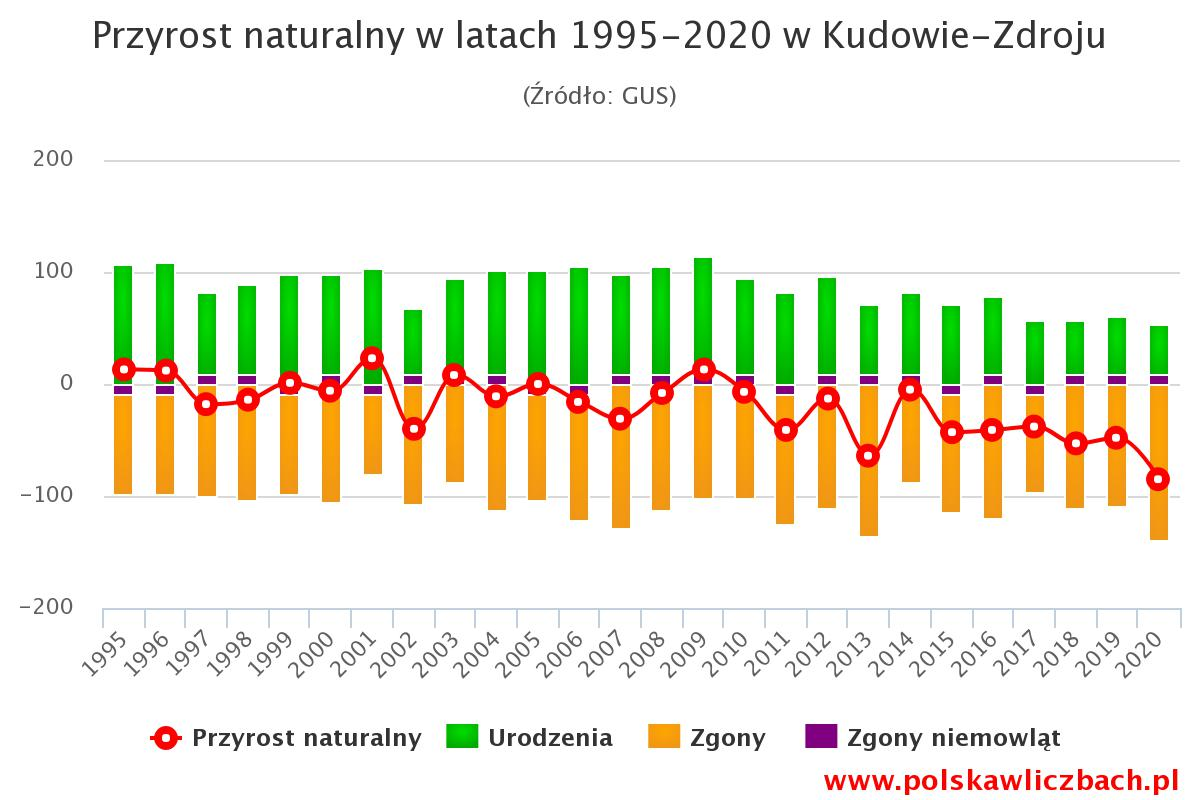 Przyrost naturalny w latach 1995-2020 w Kudowie-Zdroju
(Źródło: GUS)
200
100
0
-100
-200
1995 1996 1997 1998 1999 2000 2001 2002 2003 2004 2005 2006 2007 2008 2009 2010 2011 2012 2013 2014 2015 2016 2017 2018 2019 2020
Przyrost naturalny Urodzenia Zgony Zgony niemowląt
www.polskawliczbach.pl